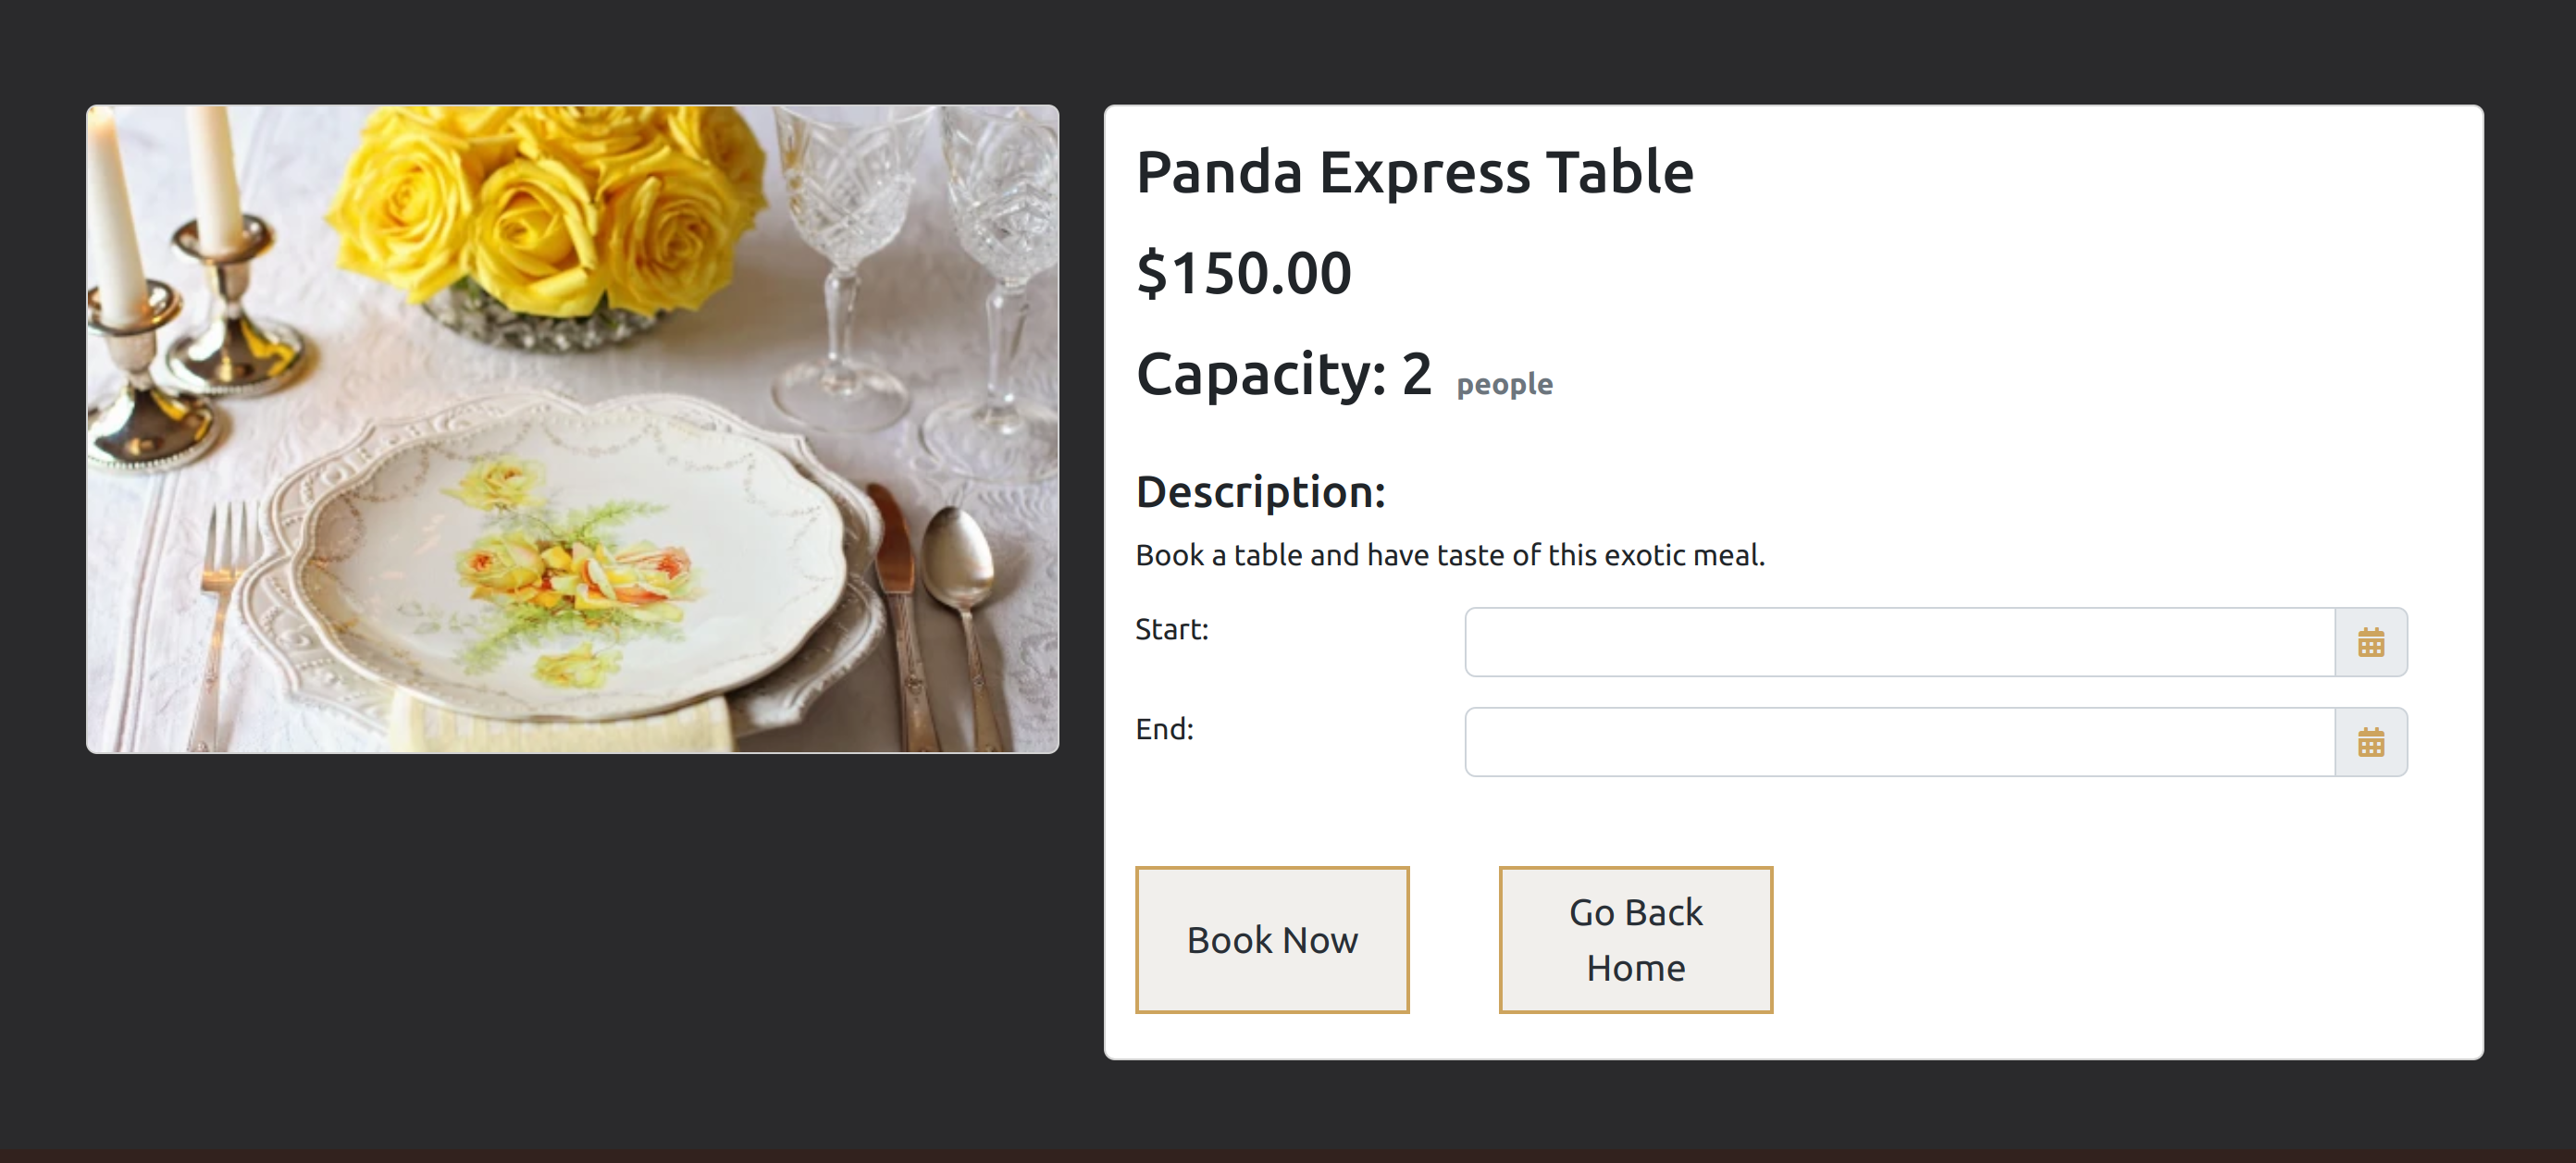 Panda Express Table
$150.00
Capacity: 2 people
Description:
Book a table and have taste of this exotic meal.
Start:
End:
Book Now
Go Back
Home